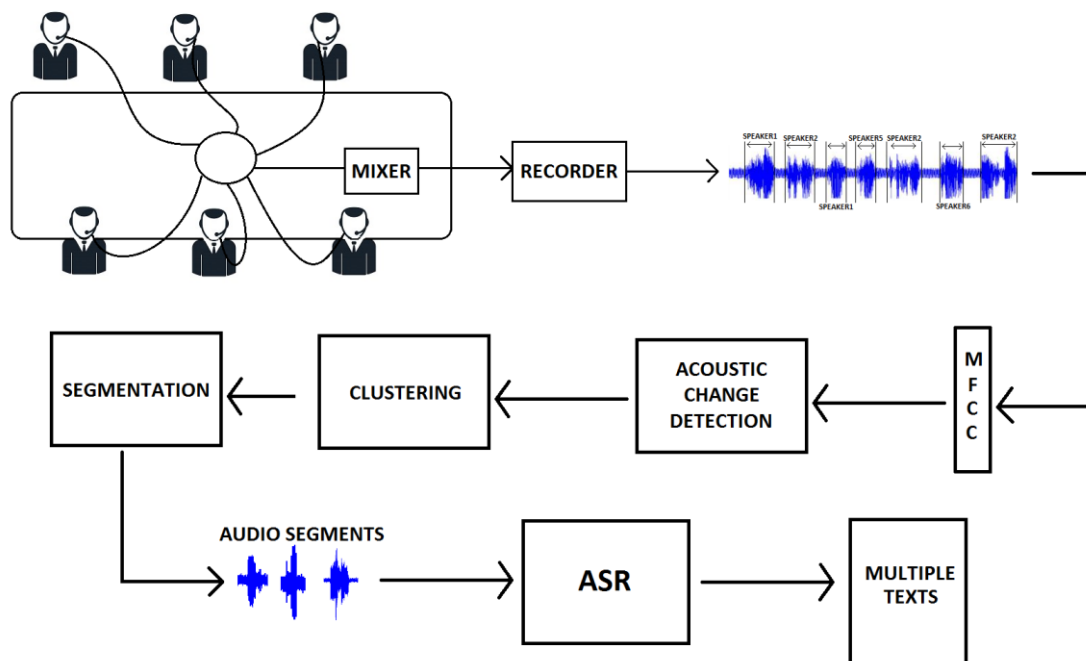 MIXER
RECORDER
SPEAKER1
SPEAKER2
SPEAKER5
SPEAKER2
SPEAKER2
SPEAKER1
SPEAKER6
SEGMENTATION
CLUSTERING
ACOUSTIC
CHANGE
DETECTION
M
F
C
C
AUDIO SEGMENTS
ASR
MULTIPLE
TEXTS